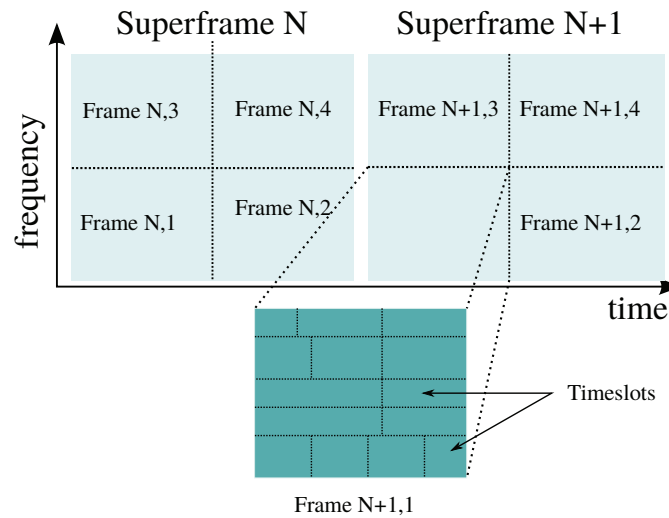 Superframe N
Superframe N+1
frequency
Frame N,3
Frame N,4
Frame N+1,3
Frame N+1,4
Frame N,1
Frame N,2
Frame N+1,2
time
Timeslots
Frame N+1,1